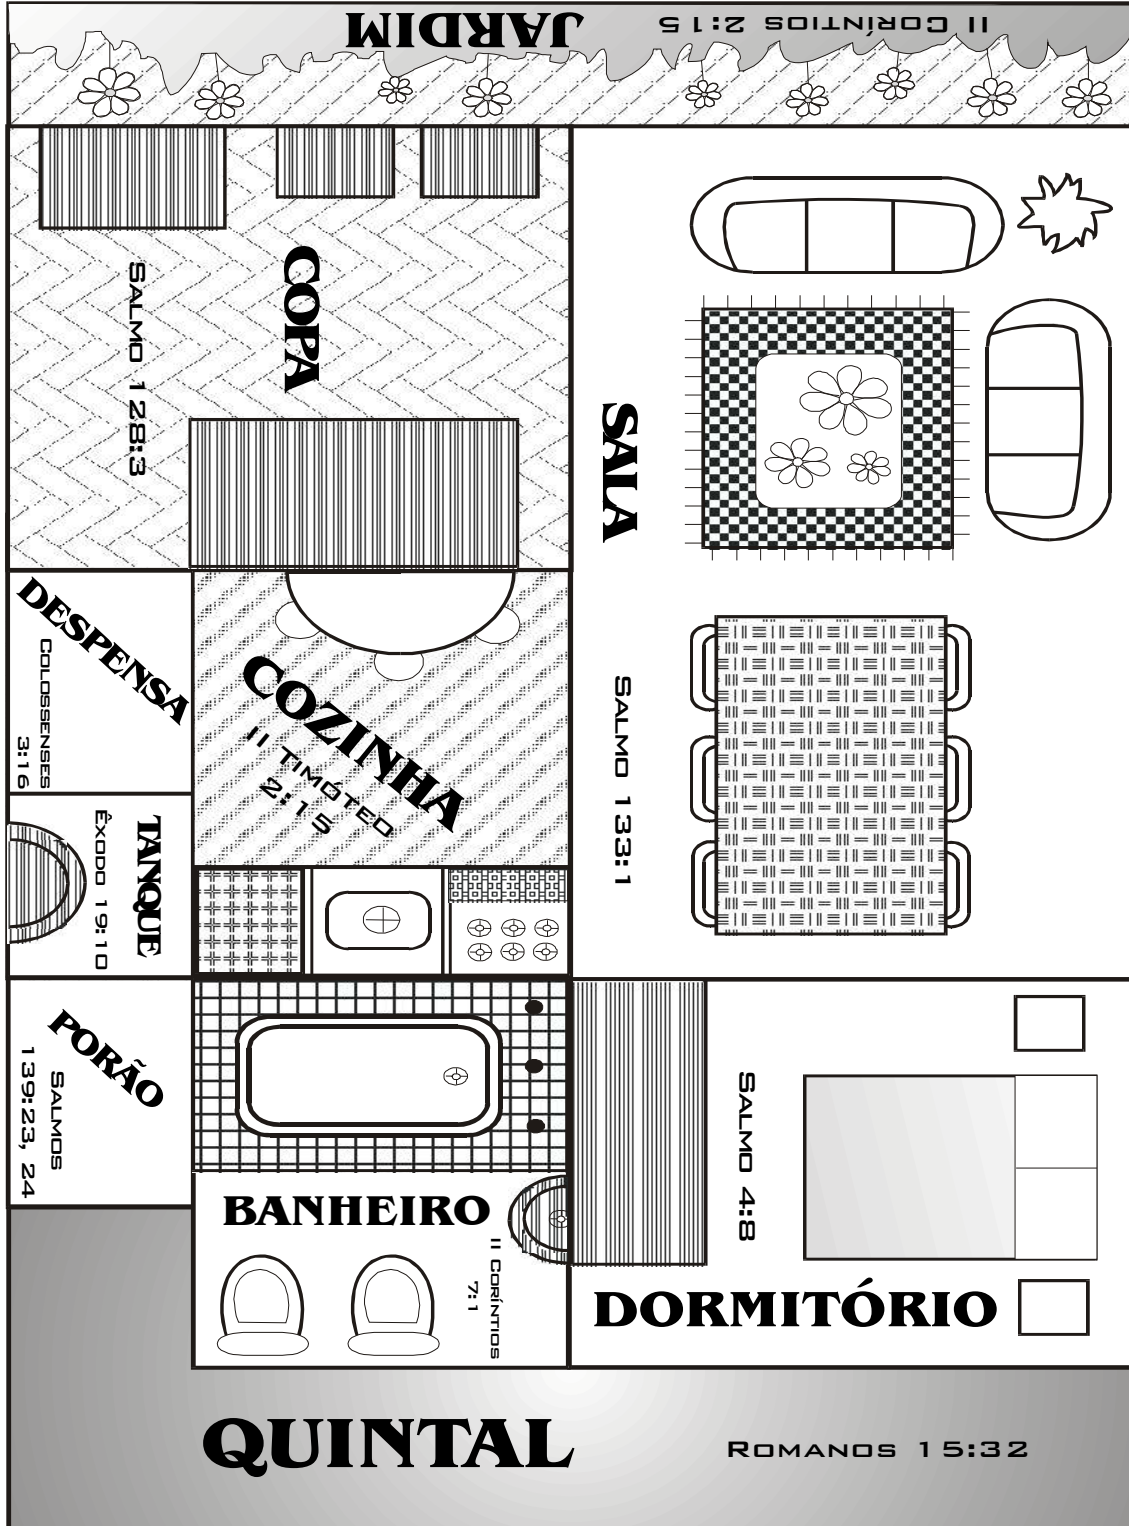 JARDIM
II Coríntios 2:15
COPA
Salmo 128:3
SALA
Salmo 133:1
DESPENSA
Colossenses
3:16
COZINHA
II Timóteo
2:15
TANQUE
Êxodo 19:10
PORÃO
Salmos
139:23, 24
BANHEIRO
II Coríntios
7:1
Salmo 4:8
DORMITÓRIO
QUINTAL
Romanos 15:32